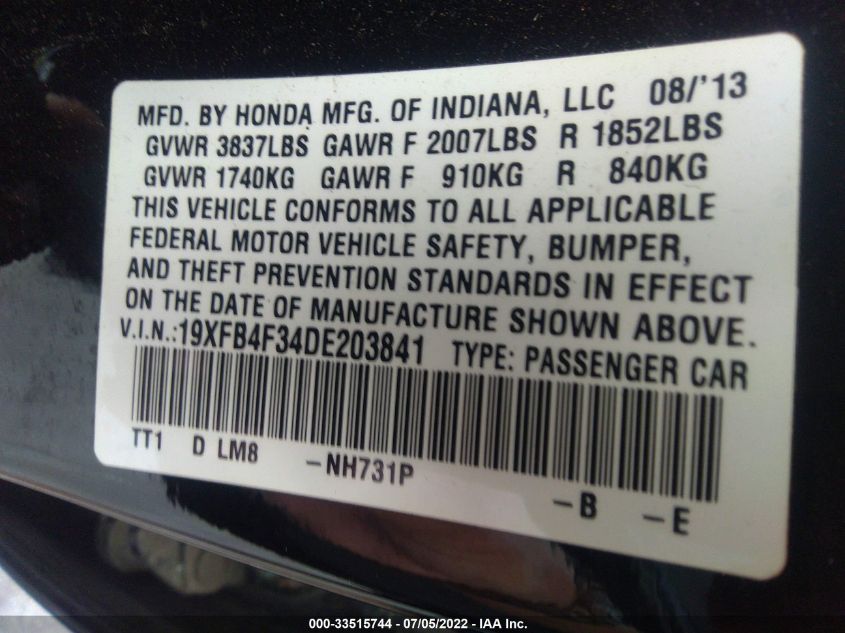 MFD. BY HONDA MFG. OF INDIANA, LLC 08/'13
GVWR 3837LBS GAWR F 2007LBS R 1852LBS
GVWR 1740KG GAWR F 910KG R 840KG
THIS VEHICLE CONFORMS TO ALL APPLICABLE
FEDERAL MOTOR VEHICLE SAFETY, BUMPER,
AND THEFT PREVENTION STANDARDS IN EFFECT
ON THE DATE OF MANUFACTURE SHOWN ABOVE.
V.I.N.:19XFB4F34DE203841 TYPE: PASSENGER CAR
TT1 D LM8 -NH731P -B -E
000-33515744 - 07/05/2022 - IAA Inc.